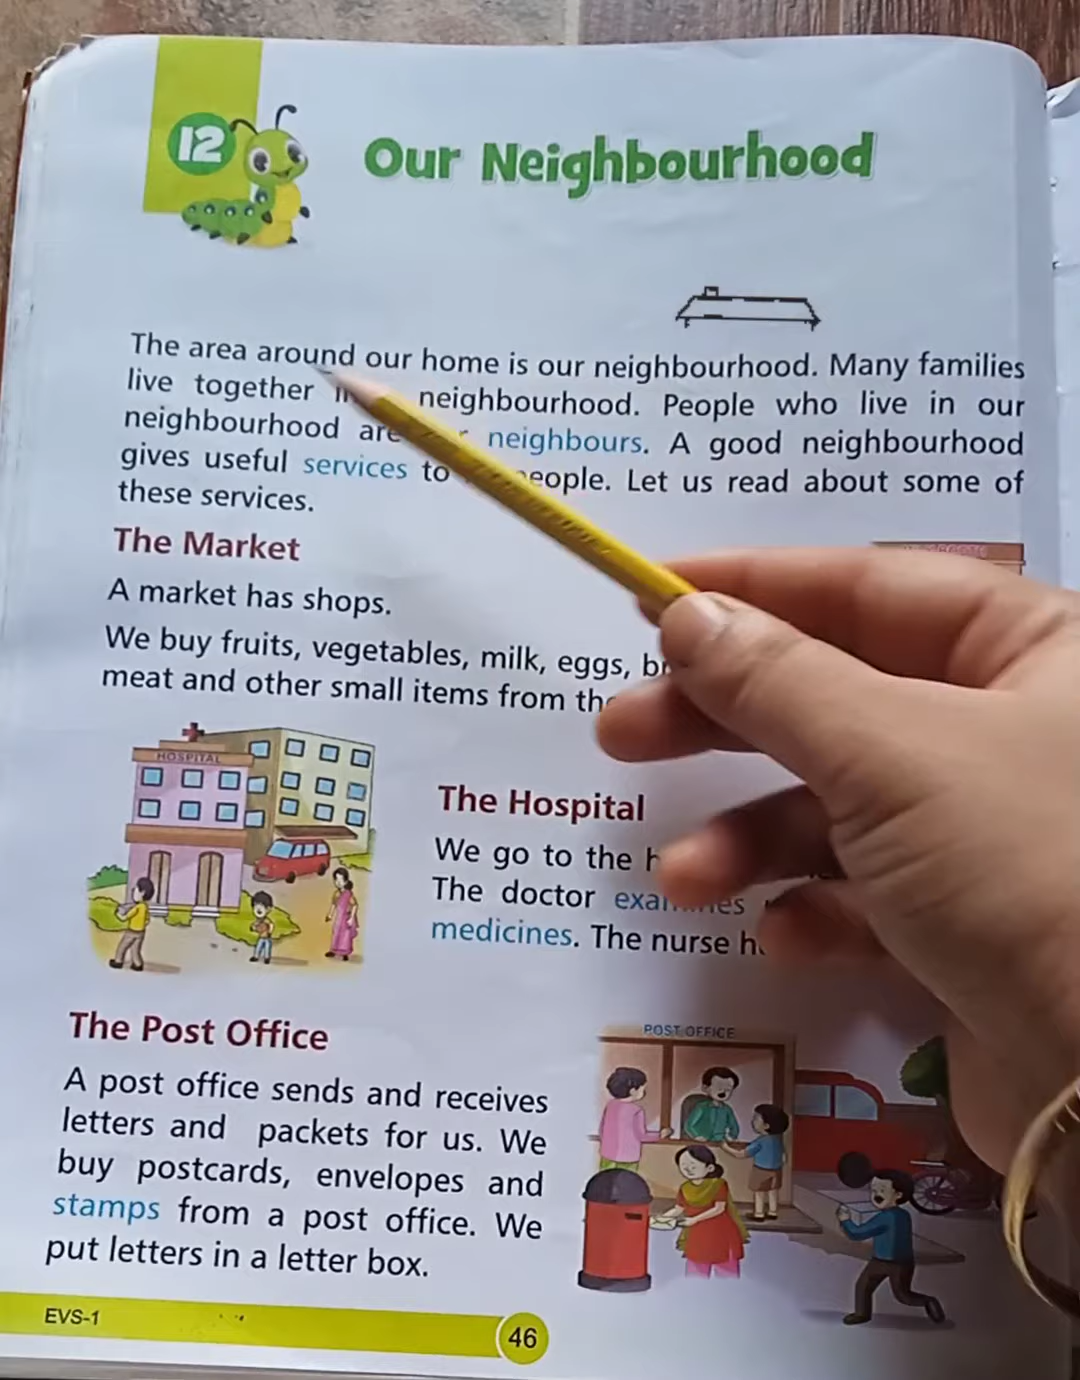 12
Our Neighbourhood
The area around our home is our neighbourhood. Many families
live together neighbourhood. People who live in our
neighbourhood are neighbours. A good neighbourhood
gives useful services to people. Let us read about some of
these services.
The Market
A market has shops.
We buy fruits, vegetables, milk, eggs,
meat and other small items from
HOSPITAL
The Hospital
We go to the
The doctor examines
medicines. The nurse
The Post Office
POST OFFICE
A post office sends and receives
letters and packets for us. We
buy postcards, envelopes and
stamps from a post office. We
put letters in a letter box.
EVS-1
46